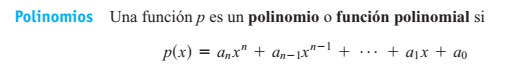 Polinomios Una función p es un polinomio o función polinomial si
p(x) = aₙxⁿ + aₙ₋₁xⁿ⁻¹ + ⋯ + a₁x + a₀